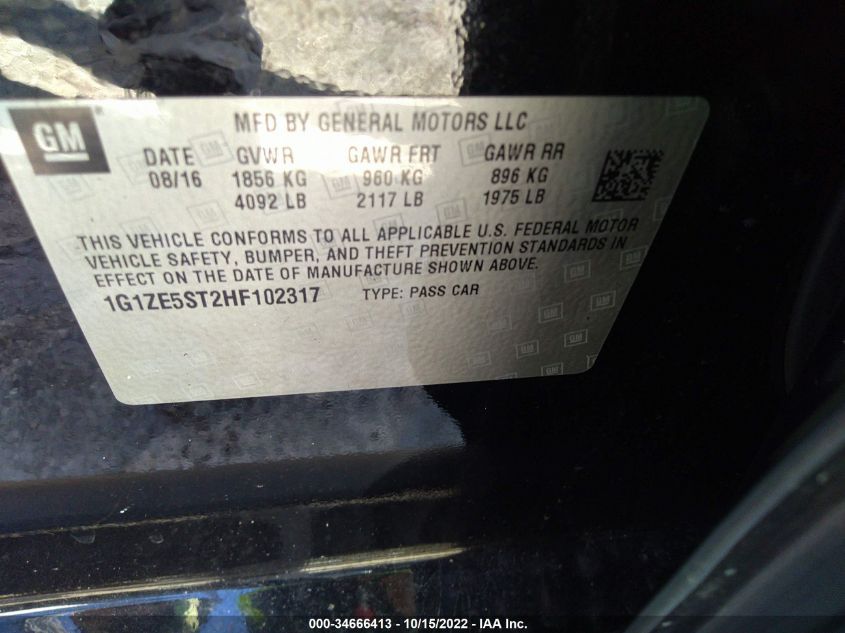 GM
MFD BY GENERAL MOTORS LLC
DATE GVWR GAWR FRT GAWR RR
08/16 1856 KG 960 KG 896 KG
4092 LB 2117 LB 1975 LB
THIS VEHICLE CONFORMS TO ALL APPLICABLE U.S. FEDERAL MOTOR
VEHICLE SAFETY, BUMPER, AND THEFT PREVENTION STANDARDS IN
EFFECT ON THE DATE OF MANUFACTURE SHOWN ABOVE.
1G1ZE5ST2HF102317 TYPE: PASS CAR
000-34666413 - 10/15/2022 - IAA Inc.